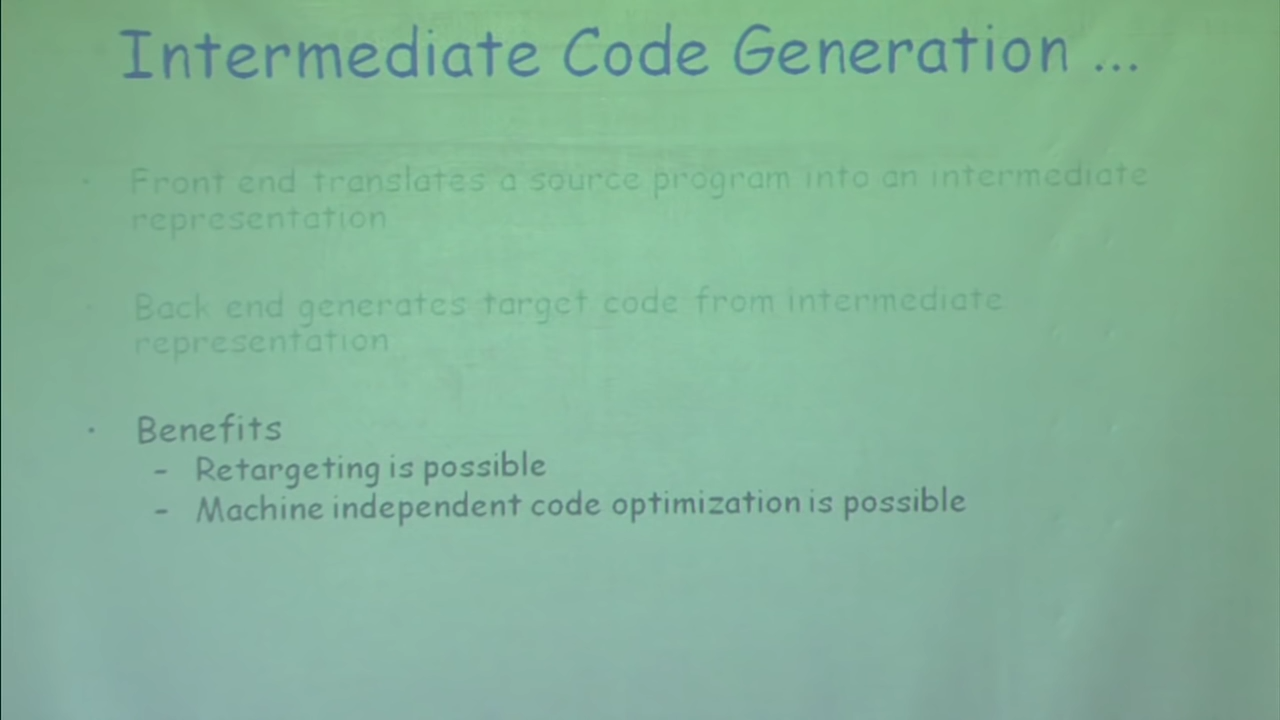 Intermediate Code Generation ...
· Front end translates a source program into an intermediate
representation
· Back end generates target code from intermediate
representation
· Benefits
- Retargeting is possible
- Machine independent code optimization is possible